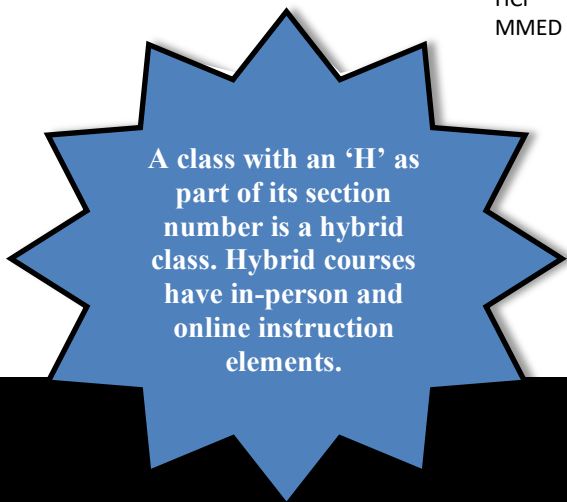 MMED
A class with an ‘H’ as
part of its section
number is a hybrid
class. Hybrid courses
have in-person and
online instruction
elements.